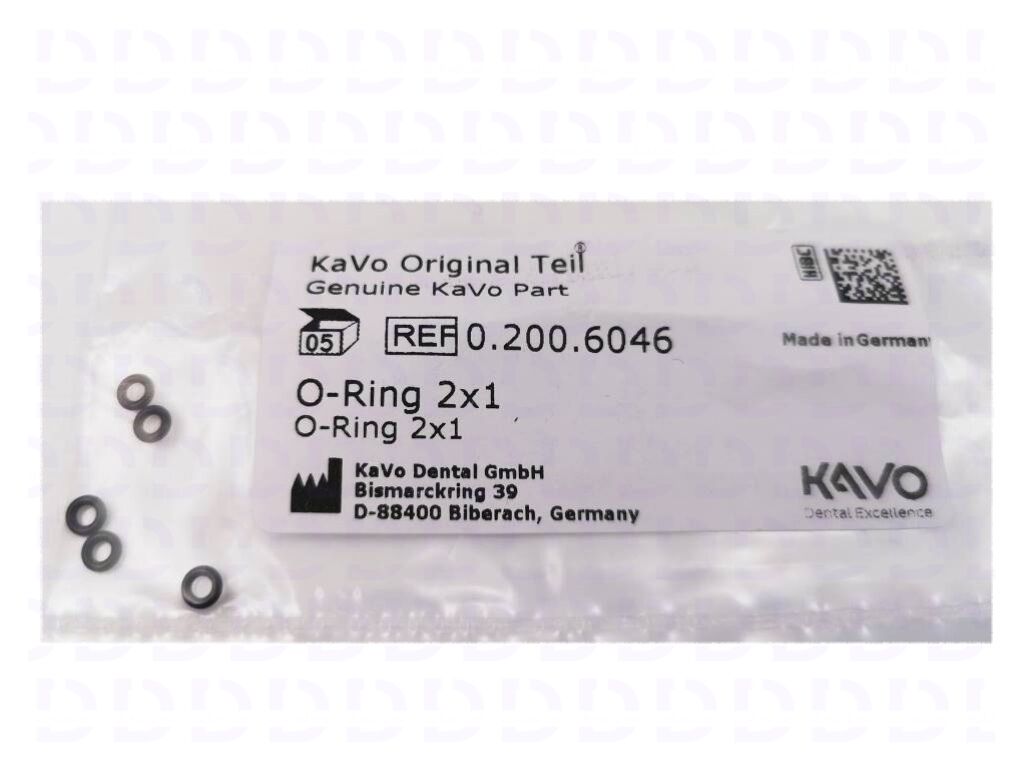 KaVo Original Teil®
Genuine KaVo Part
05 REF 0.200.6046
HIBC
Made in German
O-Ring 2x1
O-Ring 2x1
KaVo Dental GmbH
Bismarckring 39
D-88400 Biberach, Germany
KAVO
Dental Excellence